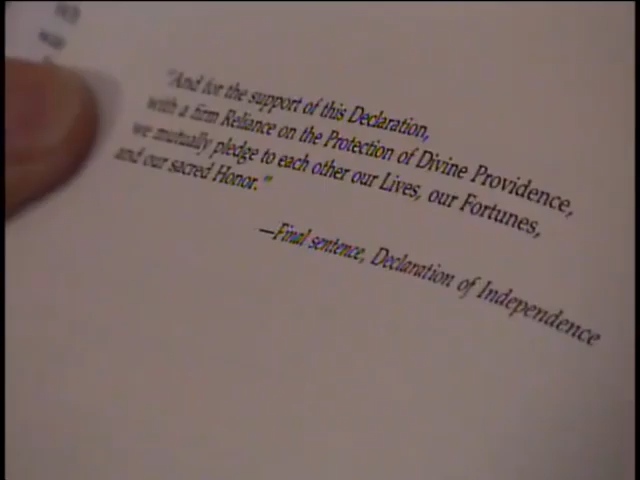 "And for the support of this Declaration,
with a firm Reliance on the Protection of Divine Providence,
we mutually pledge to each other our Lives, our Fortunes,
and our sacred Honor."
—Final sentence, Declaration of Independence